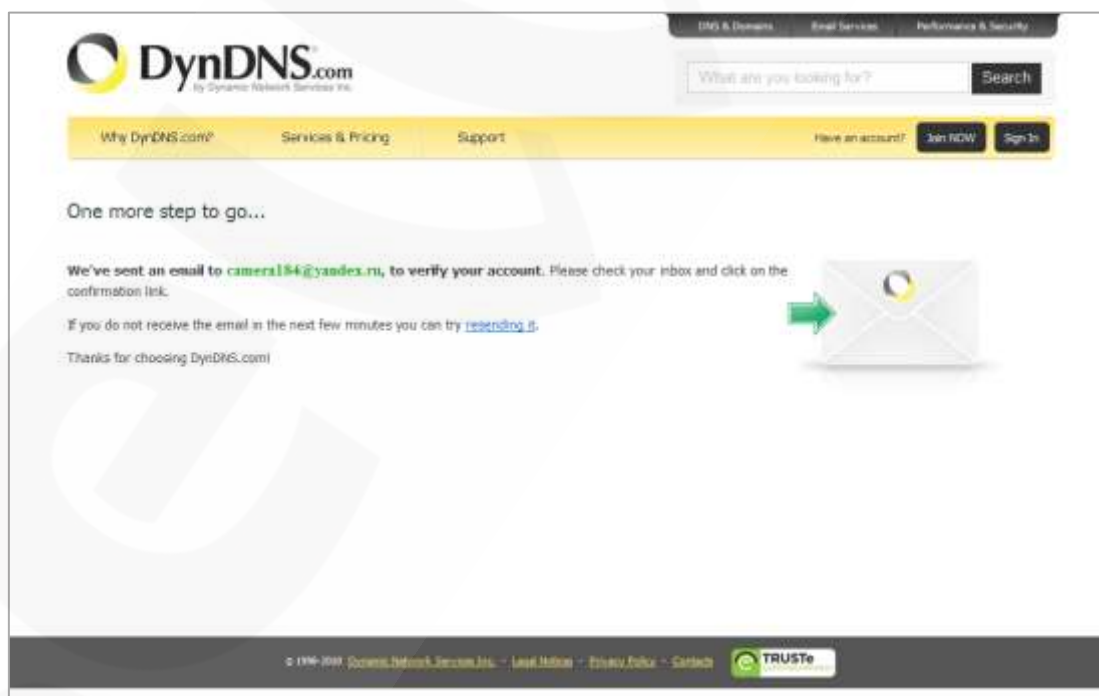 DNS & Domains Email Services Performance & Security
DynDNS.com
by Dynamic Network Services Inc.
What are you looking for? Search
Why DynDNS.com? Services & Pricing Support Have an account? Join NOW Sign In
One more step to go...
We've sent an email to camera184@yandex.ru, to verify your account. Please check your inbox and click on the
confirmation link.
If you do not receive the email in the next few minutes you can try resending it.
Thanks for choosing DynDNS.com!
© 1998-2010 Dynamic Network Services Inc. - Legal Notices - Privacy Policy - Contacts TRUSTe